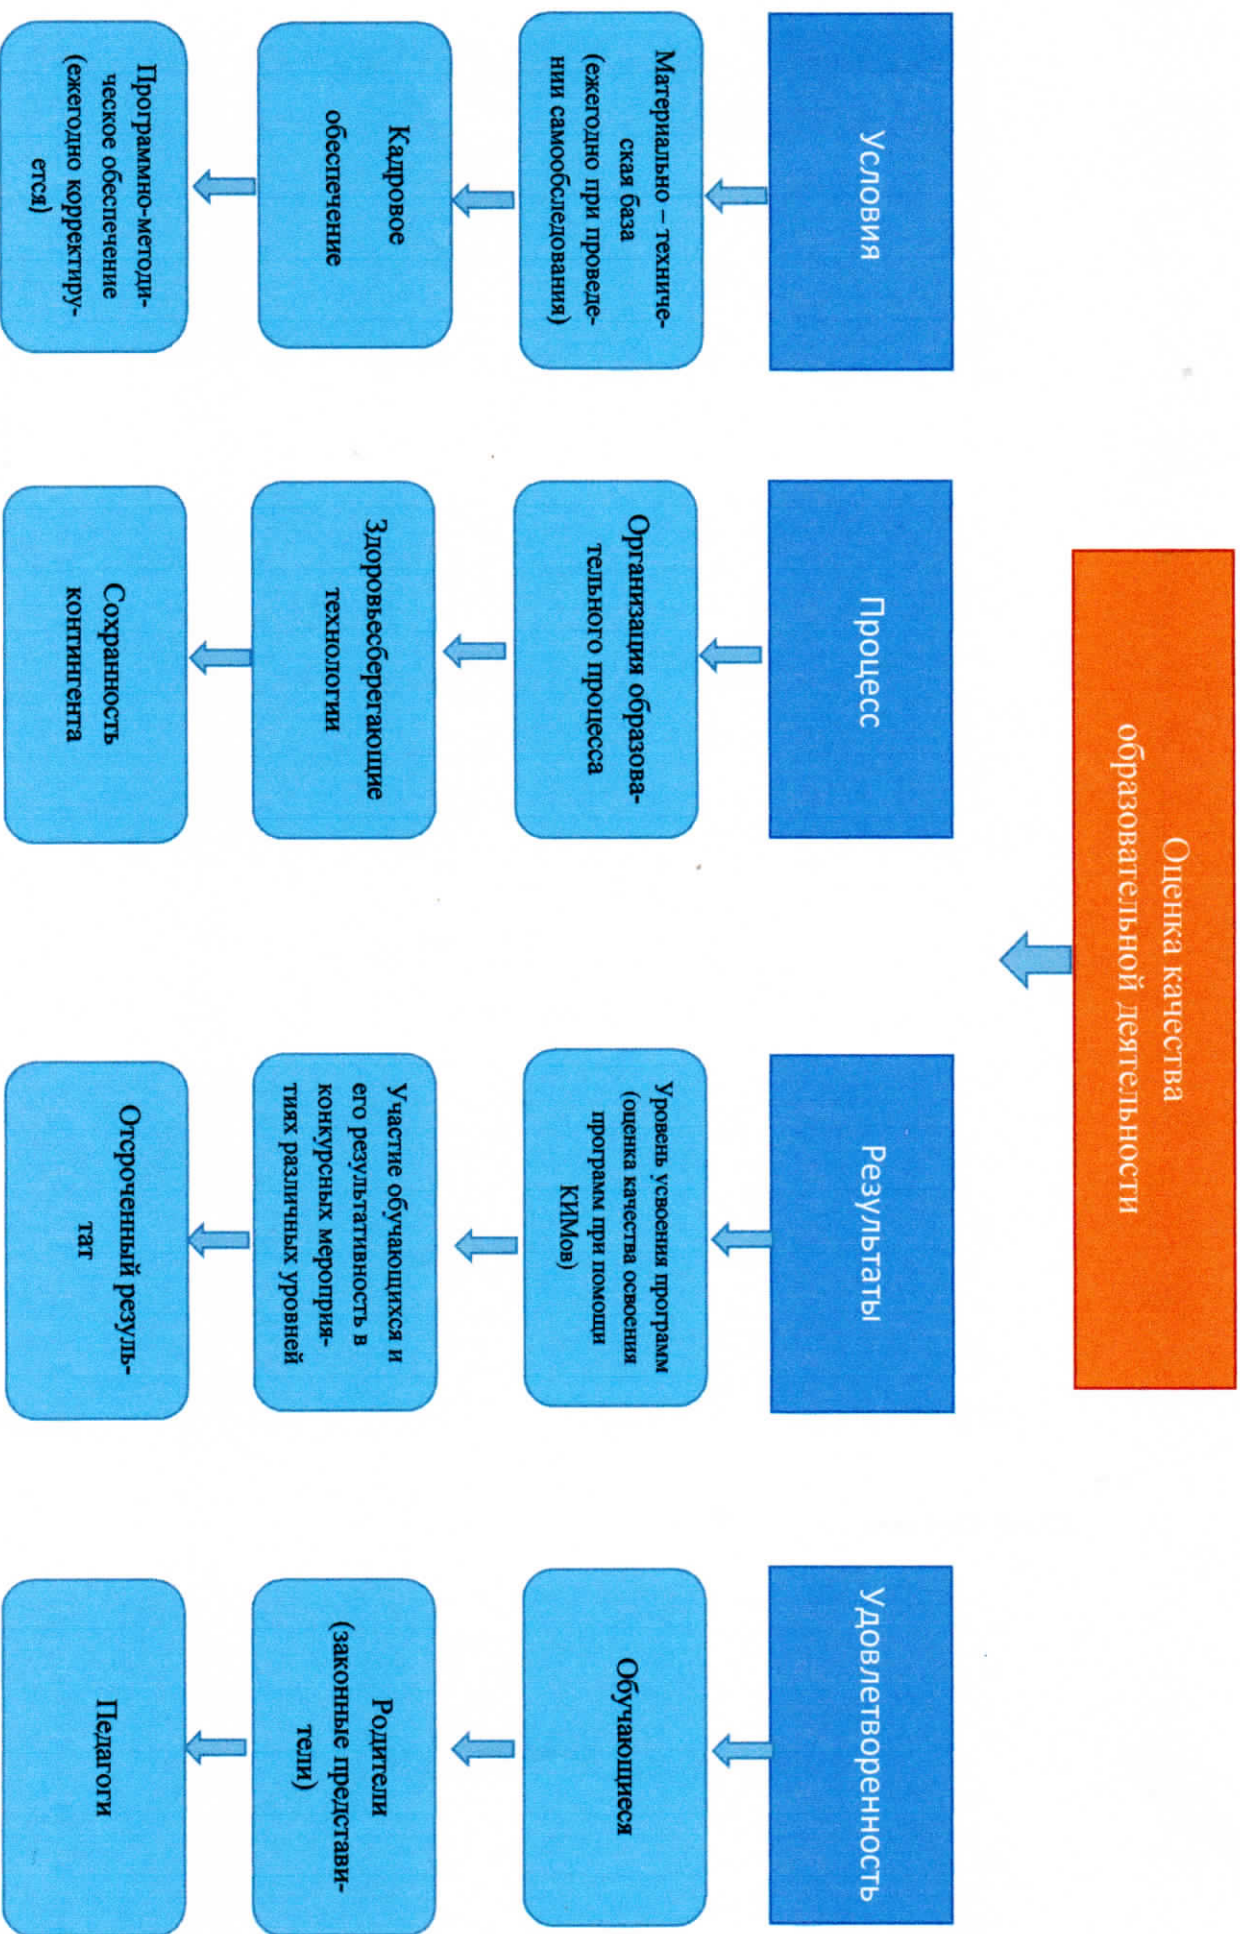 Оценка качества
образовательной деятельности
Условия
Материально – техниче-
ская база
(ежегодно при проведе-
нии самообследования)
Кадровое
обеспечение
Программно-методи-
ческое обеспечение
(ежегодно корректиру-
ется)
Процесс
Организация образова-
тельного процесса
Здоровьесберегающие
технологии
Сохранность
контингента
Результаты
Уровень усвоения программ
(оценка качества освоения
программ при помощи
КИМов)
Участие обучающихся и
его результативность в
конкурсных мероприя-
тиях различных уровней
Отсроченный резуль-
тат
Удовлетворенность
Обучающиеся
Родители
(законные представи-
тели)
Педагоги